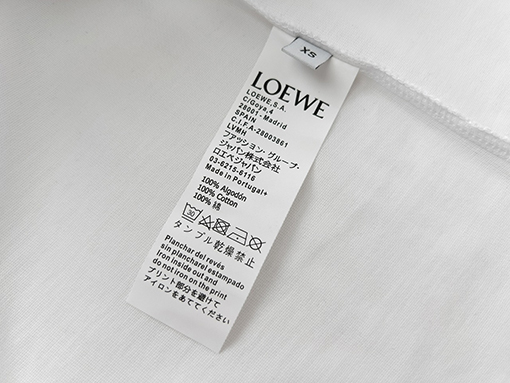 XS
LOEWE
LOEWE,S.A.
C/Goya,4
28001-Madrid
SPAIN
C.I.F.A-28003861
LVMH
ファッション・グループ・
ジャパン株式会社
ロエベジャパン
03-6215-6116
Made in Portugal+
100% Algodón
100% Cotton
100% 綿
30
タンブル乾燥禁止
Planchar del revés
sin plancharel estampado
Iron inside out and
do not iron on the print
プリント部分を避けて
アイロンをあててください